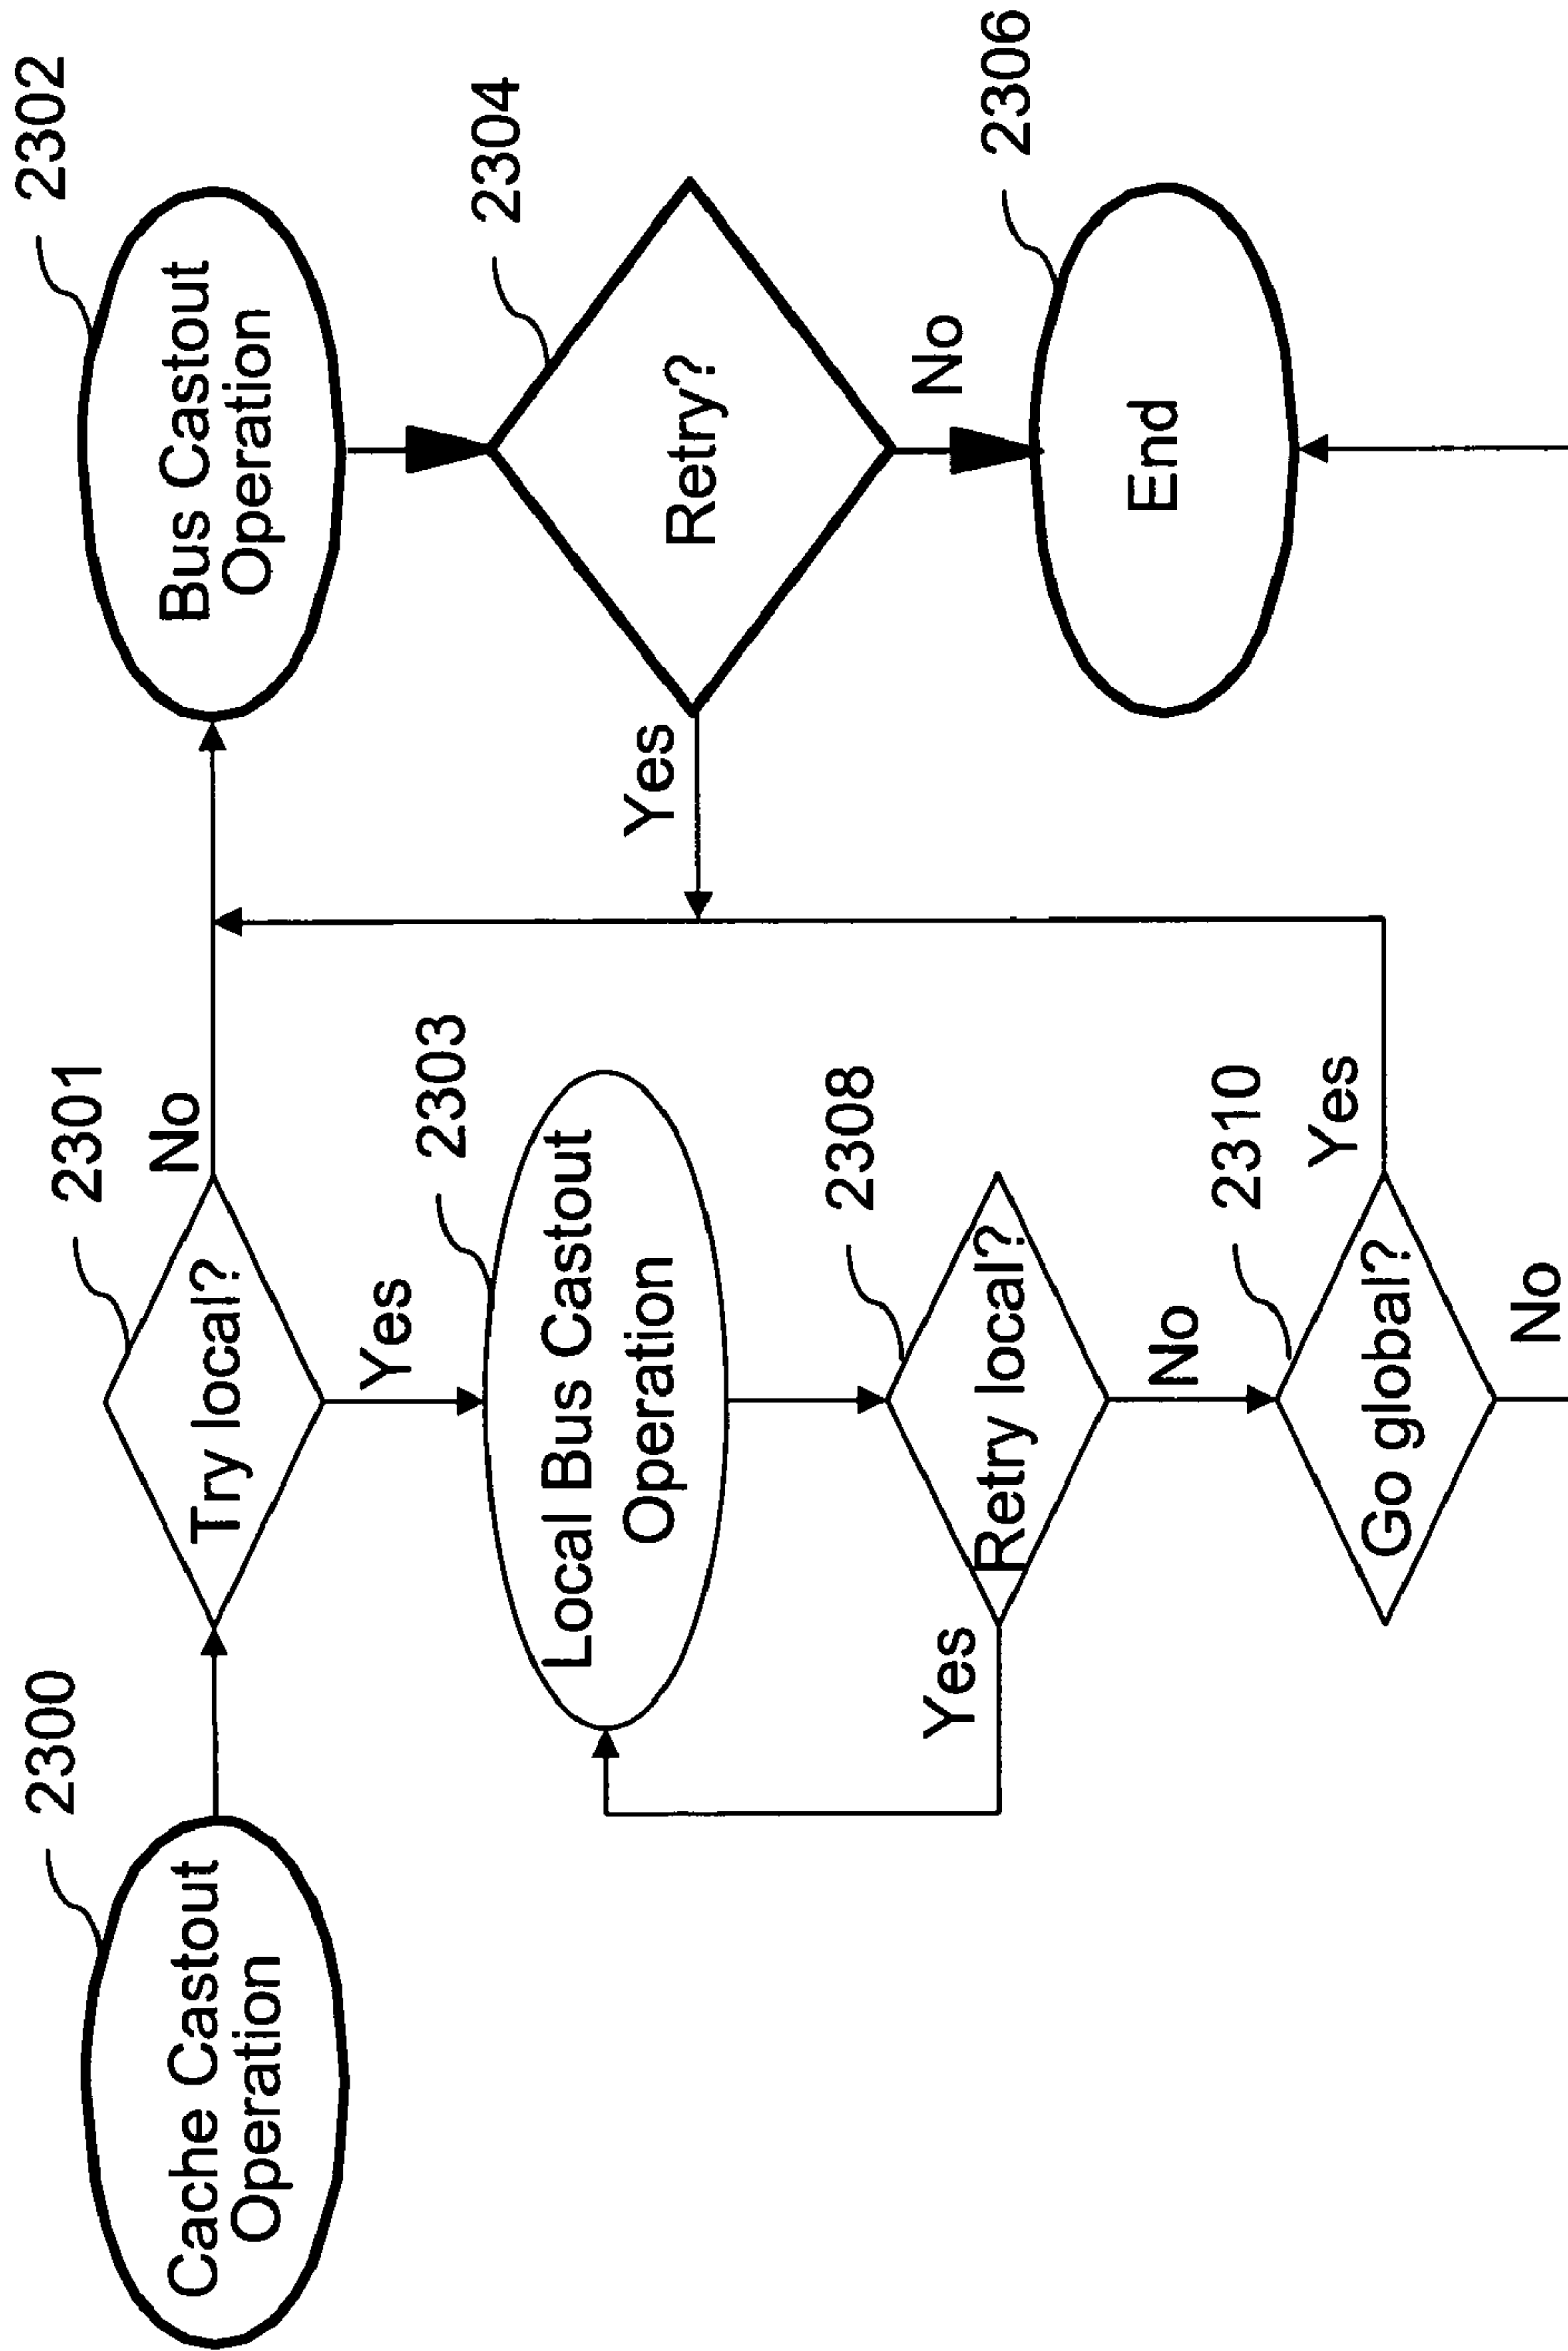 2300
Cache Castout
Operation
2301
Try local?
No
Yes
2302
Bus Castout
Operation
2303
Local Bus Castout
Operation
2304
Retry?
Yes
No
2308
Retry local?
Yes
No
2306
End
2310
Go global?
Yes
No